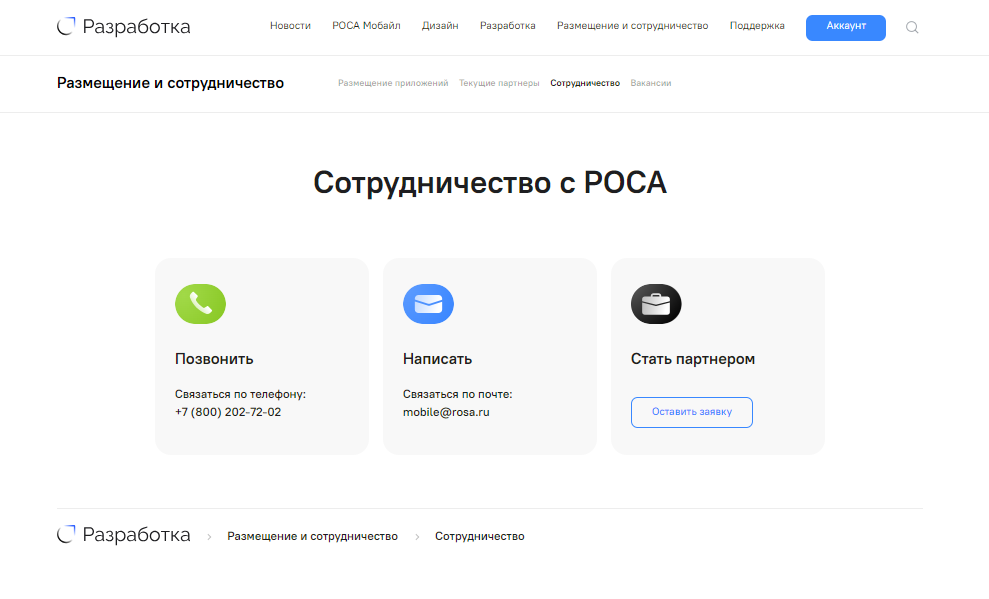 Разработка Новости РОСА Мобайл Дизайн Разработка Размещение и сотрудничество Поддержка Аккаунт
Размещение и сотрудничество Размещение приложений Текущие партнеры Сотрудничество Вакансии
Сотрудничество с РОСА
Позвонить
Связаться по телефону:
+7 (800) 202-72-02
Написать
Связаться по почте:
mobile@rosa.ru
Стать партнером
Оставить заявку
Разработка › Размещение и сотрудничество › Сотрудничество